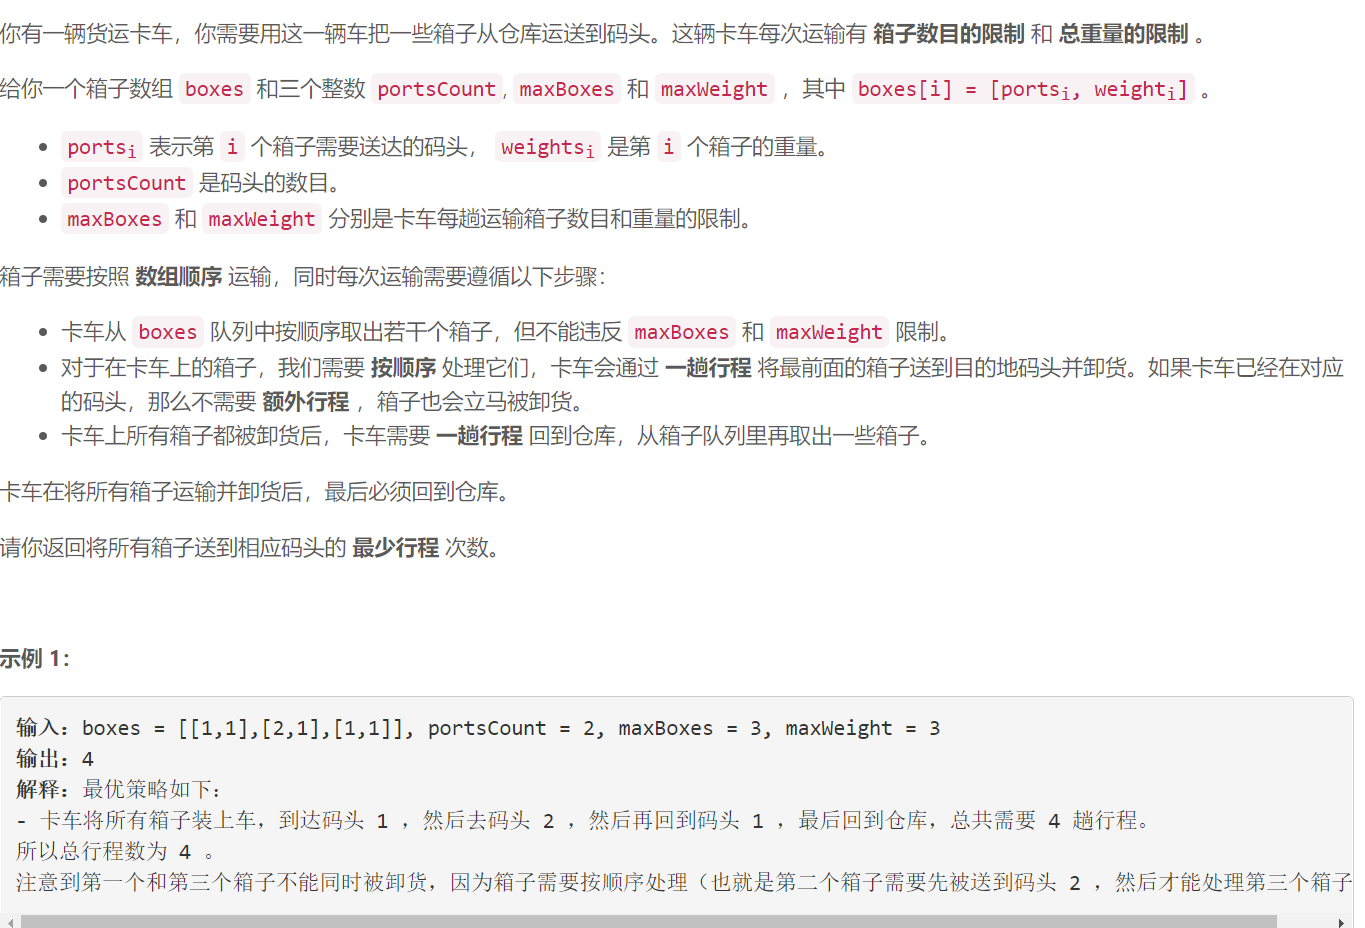 你有一辆货运卡车，你需要用这一辆车把一些箱子从仓库运送到码头。这辆卡车每次运输有 箱子数目的限制 和 总重量的限制 。
给你一个箱子数组 boxes 和三个整数 portsCount, maxBoxes 和 maxWeight ，其中 boxes[i] = [portsᵢ, weightᵢ] 。
• portsᵢ 表示第 i 个箱子需要送达的码头， weightsᵢ 是第 i 个箱子的重量。
• portsCount 是码头的数目。
• maxBoxes 和 maxWeight 分别是卡车每趟运输箱子数目和重量的限制。
箱子需要按照 数组顺序 运输，同时每次运输需要遵循以下步骤：
• 卡车从 boxes 队列中按顺序取出若干个箱子，但不能违反 maxBoxes 和 maxWeight 限制。
• 对于在卡车上的箱子，我们需要 按顺序 处理它们，卡车会通过 一趟行程 将最前面的箱子送到目的地码头并卸货。如果卡车已经在对应
的码头，那么不需要 额外行程 ，箱子也会立马被卸货。
• 卡车上所有箱子都被卸货后，卡车需要 一趟行程 回到仓库，从箱子队列里再取出一些箱子。
卡车在将所有箱子运输并卸货后，最后必须回到仓库。
请你返回将所有箱子送到相应码头的 最少行程 次数。
示例 1：
输入：boxes = [[1,1],[2,1],[1,1]], portsCount = 2, maxBoxes = 3, maxWeight = 3
输出：4
解释：最优策略如下：
- 卡车将所有箱子装上车，到达码头 1 ，然后去码头 2 ，然后再回到码头 1 ，最后回到仓库，总共需要 4 趟行程。
所以总行程数为 4 。
注意到第一个和第三个箱子不能同时被卸货，因为箱子需要按顺序处理（也就是第二个箱子需要先被送到码头 2 ，然后才能处理第三个箱子